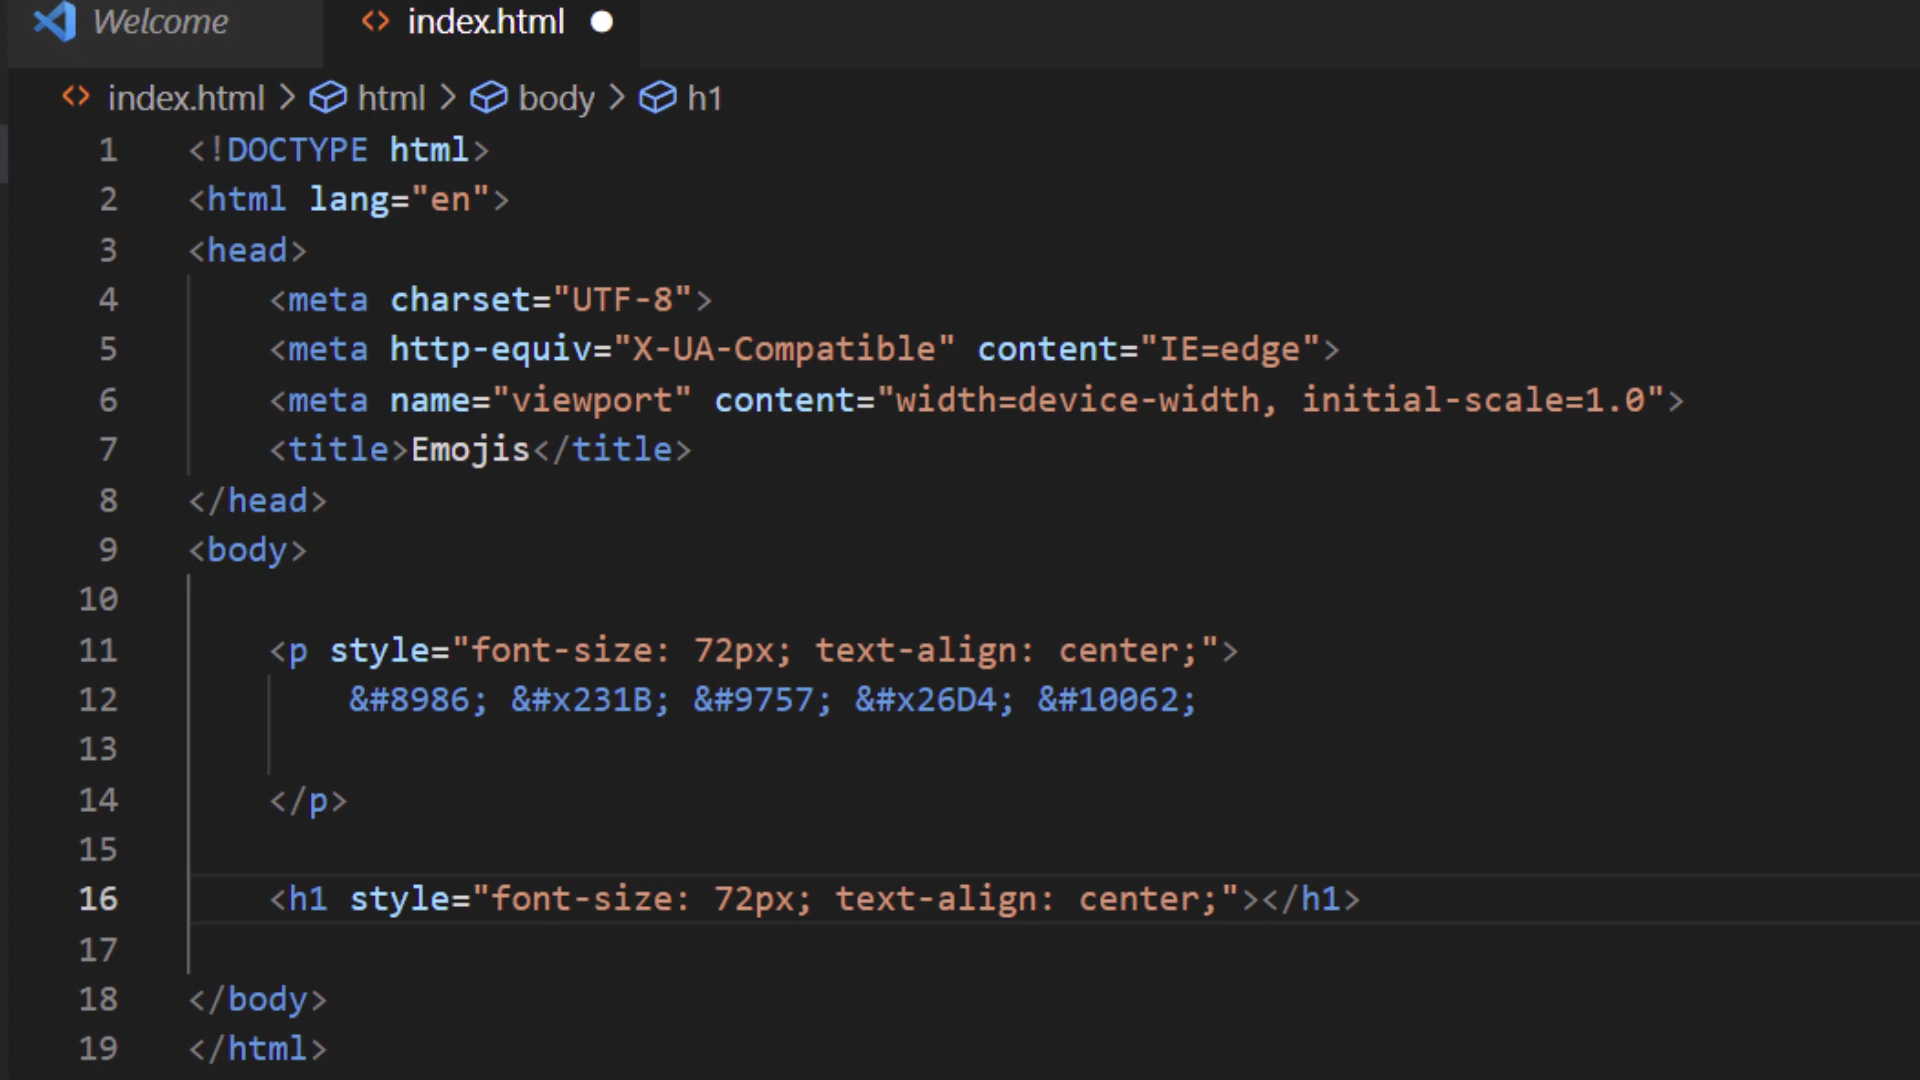 Welcome index.html
index.html > html > body > h1
1 <!DOCTYPE html>
2 <html lang="en">
3 <head>
4 <meta charset="UTF-8">
5 <meta http-equiv="X-UA-Compatible" content="IE=edge">
6 <meta name="viewport" content="width=device-width, initial-scale=1.0">
7 <title>Emojis</title>
8 </head>
9 <body>
10
11 <p style="font-size: 72px; text-align: center;">
12 &#8986; &#x231B; &#9757; &#x26D4; &#10062;
13
14 </p>
15
16 <h1 style="font-size: 72px; text-align: center;"></h1>
17
18 </body>
19 </html>